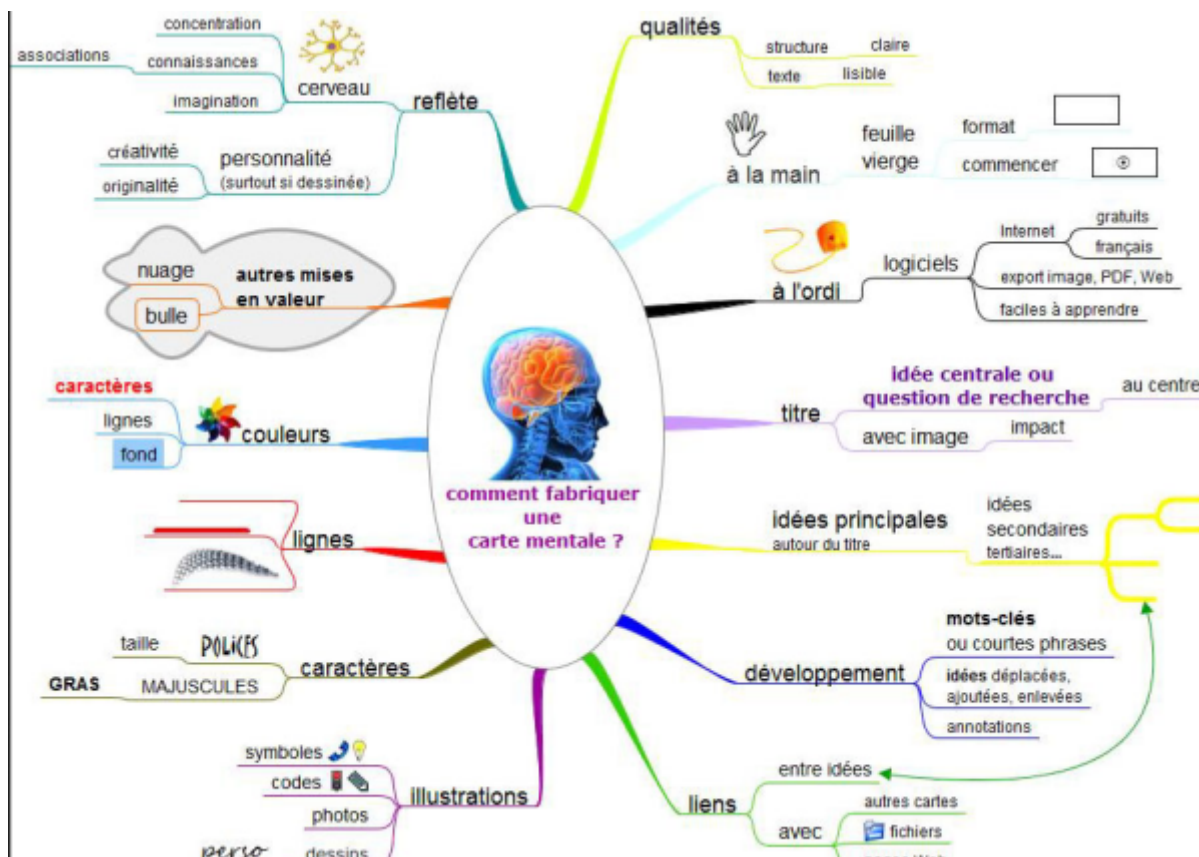 comment fabriquer
une
carte mentale ?
qualités
structure
claire
texte
lisible
à la main
feuille
vierge
format
commencer
à l'ordi
logiciels
Internet
gratuits
français
export image, PDF, Web
faciles à apprendre
titre
idée centrale ou
question de recherche
au centre
avec image
impact
idées principales
autour du titre
idées
secondaires
tertiaires...
développement
mots-clés
ou courtes phrases
idées déplacées,
ajoutées, enlevées
annotations
liens
entre idées
avec
autres cartes
fichiers
illustrations
symboles
codes
photos
dessins
perso
caractères
POLICES
taille
MAJUSCULES
GRAS
lignes
couleurs
caractères
lignes
fond
autres mises
en valeur
nuage
bulle
reflète
cerveau
concentration
connaissances
associations
imagination
personnalité
(surtout si dessinée)
créativité
originalité